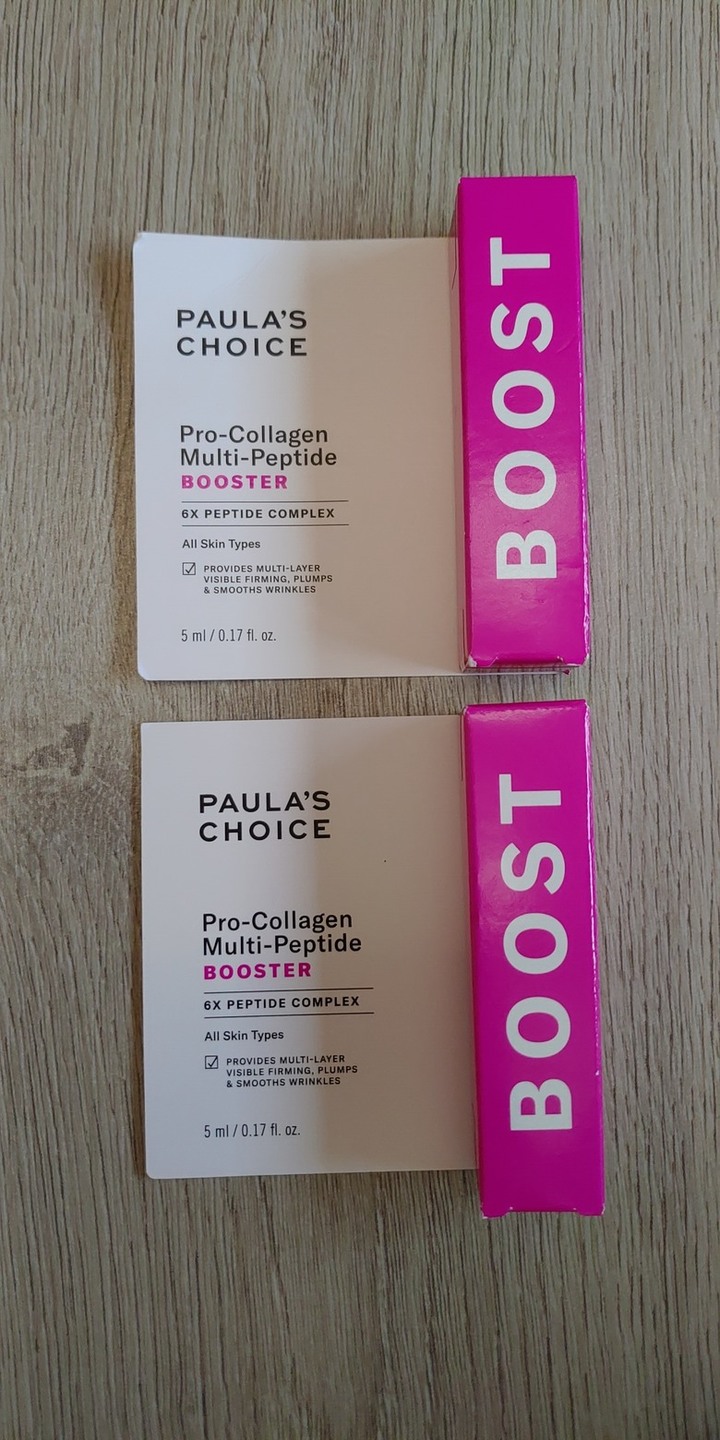 PAULA'S
CHOICE
Pro-Collagen
Multi-Peptide
BOOSTER
6X PEPTIDE COMPLEX
All Skin Types
☑ PROVIDES MULTI-LAYER
VISIBLE FIRMING, PLUMPS
& SMOOTHS WRINKLES
5 ml / 0.17 fl. oz.
BOOST
PAULA'S
CHOICE
Pro-Collagen
Multi-Peptide
BOOSTER
6X PEPTIDE COMPLEX
All Skin Types
☑ PROVIDES MULTI-LAYER
VISIBLE FIRMING, PLUMPS
& SMOOTHS WRINKLES
5 ml / 0.17 fl. oz.
BOOST